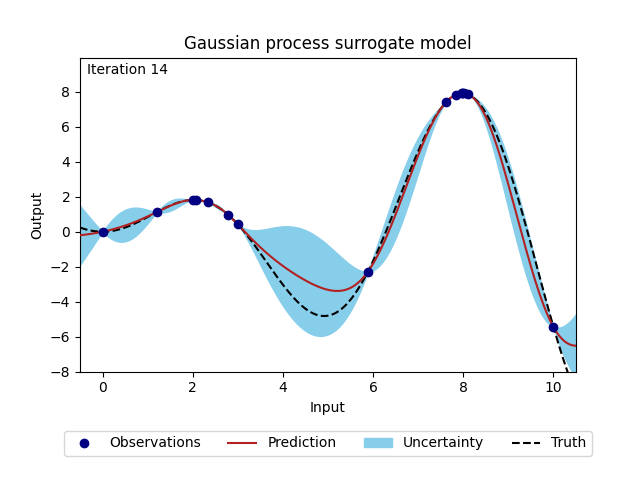 Gaussian process surrogate model
Iteration 14
Output
8
6
4
2
0
−2
−4
−6
−8
0 2 4 6 8 10
Input
Observations Prediction Uncertainty Truth